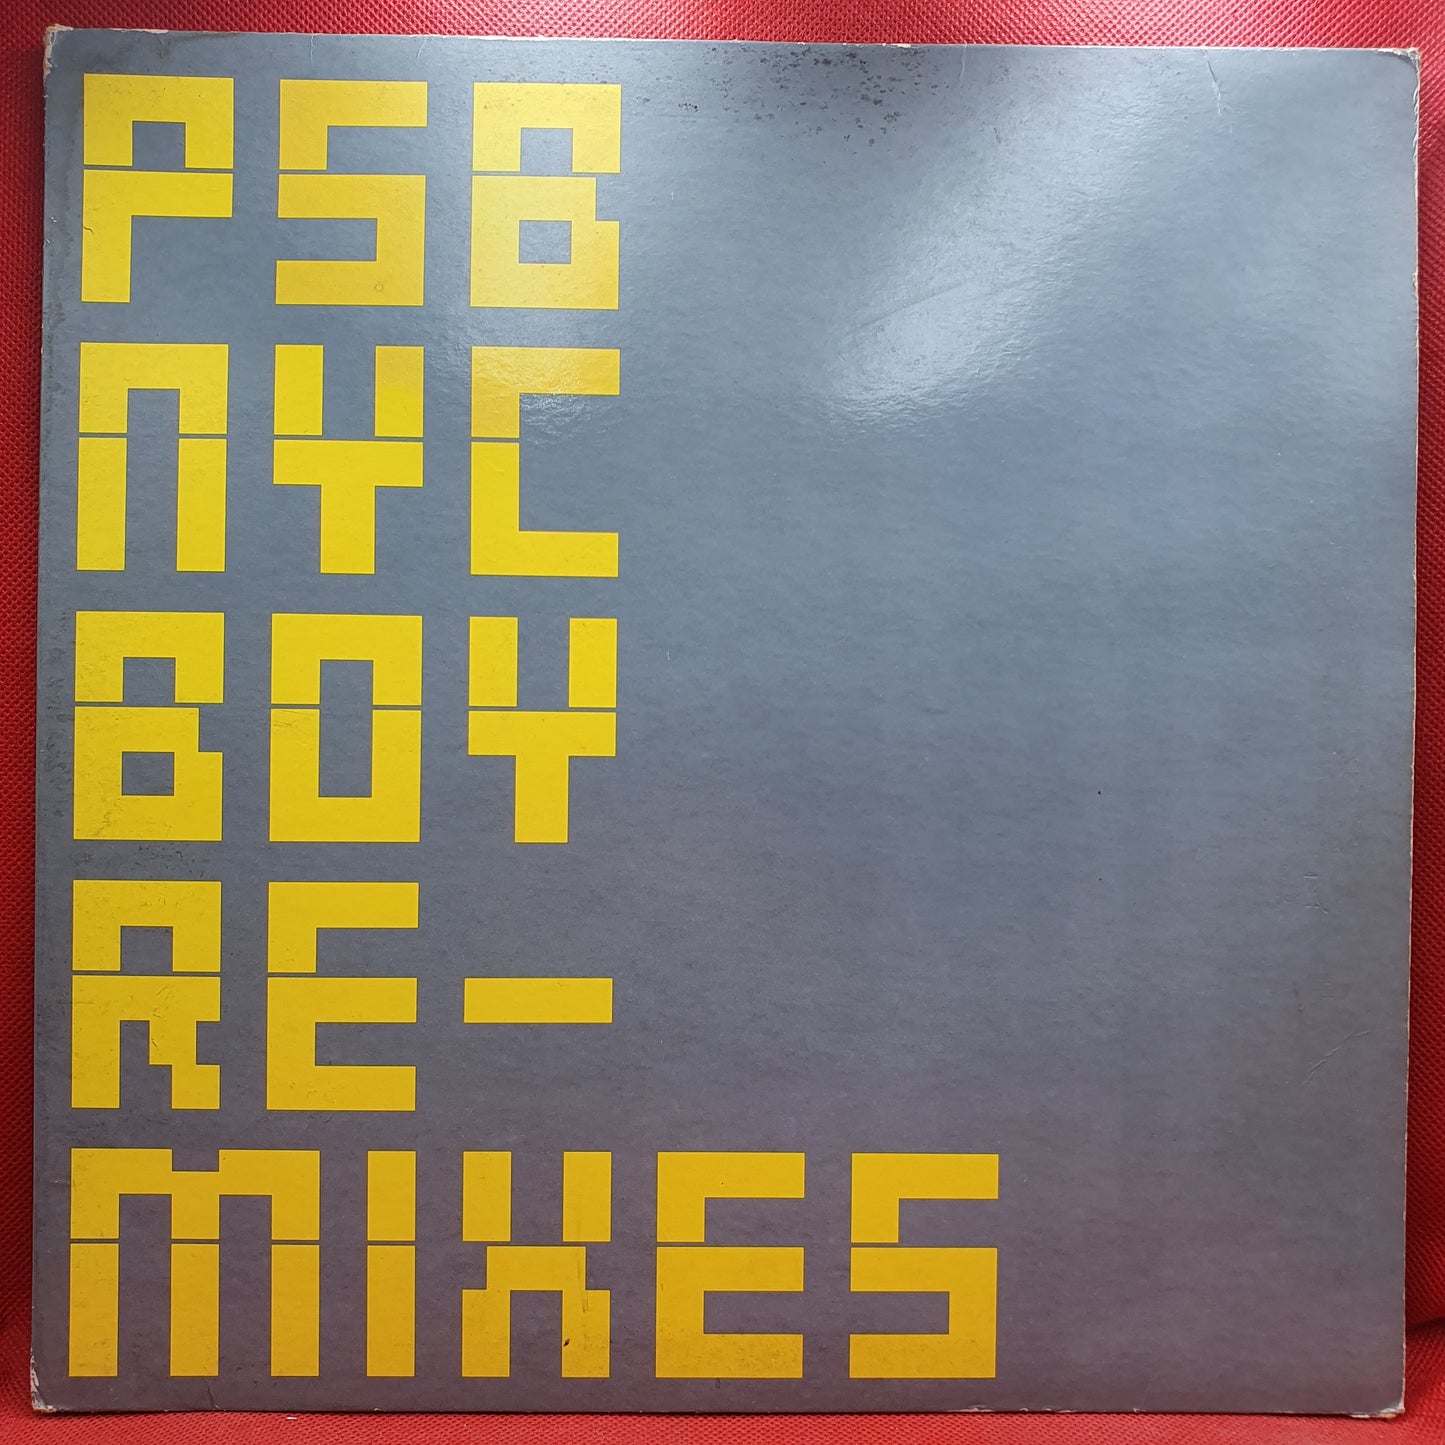 PSB
NYC
BOY
RE-
MIXES